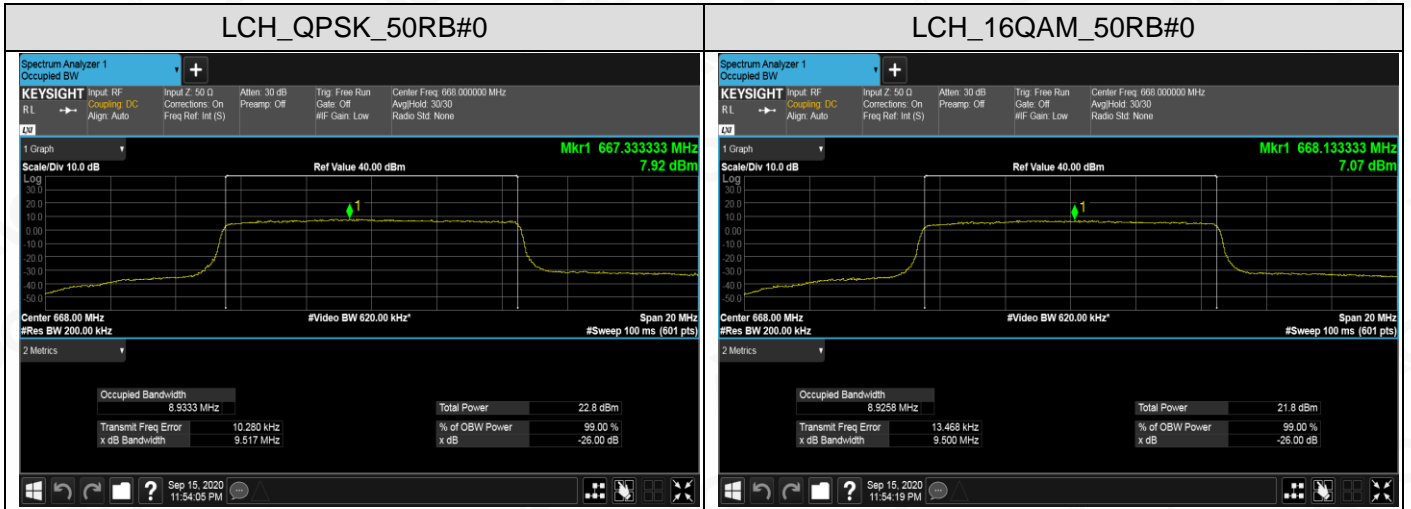 LCH_QPSK_50RB#0
Spectrum Analyzer 1
Occupied BW
+
KEYSIGHT Input: RF Input Z: 50 Ω Atten: 30 dB Trig: Free Run Center Freq: 668.000000 MHz
RL Coupling: DC Corrections: On Preamp: Off Gate: Off Avg|Hold: 30/30
Align: Auto Freq Ref: Int (S) #IF Gain: Low Radio Std: None
LXI
1 Graph Mkr1 667.333333 MHz
Scale/Div 10.0 dB Ref Value 40.00 dBm 7.92 dBm
Log
30.0
20.0
1
10.0
0.00
-10.0
-20.0
-30.0
-40.0
-50.0
Center 668.00 MHz #Video BW 620.00 kHz* Span 20 MHz
#Res BW 200.00 kHz #Sweep 100 ms (601 pts)
2 Metrics
Occupied Bandwidth
8.9333 MHz Total Power 22.8 dBm
Transmit Freq Error 10.280 kHz % of OBW Power 99.00 %
x dB Bandwidth 9.517 MHz x dB -26.00 dB
? Sep 15, 2020
11:54:05 PM
LCH_16QAM_50RB#0
Spectrum Analyzer 1
Occupied BW
+
KEYSIGHT Input: RF Input Z: 50 Ω Atten: 30 dB Trig: Free Run Center Freq: 668.000000 MHz
RL Coupling: DC Corrections: On Preamp: Off Gate: Off Avg|Hold: 30/30
Align: Auto Freq Ref: Int (S) #IF Gain: Low Radio Std: None
LXI
1 Graph Mkr1 668.133333 MHz
Scale/Div 10.0 dB Ref Value 40.00 dBm 7.07 dBm
Log
30.0
20.0
1
10.0
0.00
-10.0
-20.0
-30.0
-40.0
-50.0
Center 668.00 MHz #Video BW 620.00 kHz* Span 20 MHz
#Res BW 200.00 kHz #Sweep 100 ms (601 pts)
2 Metrics
Occupied Bandwidth
8.9258 MHz Total Power 21.8 dBm
Transmit Freq Error 13.468 kHz % of OBW Power 99.00 %
x dB Bandwidth 9.500 MHz x dB -26.00 dB
? Sep 15, 2020
11:54:19 PM